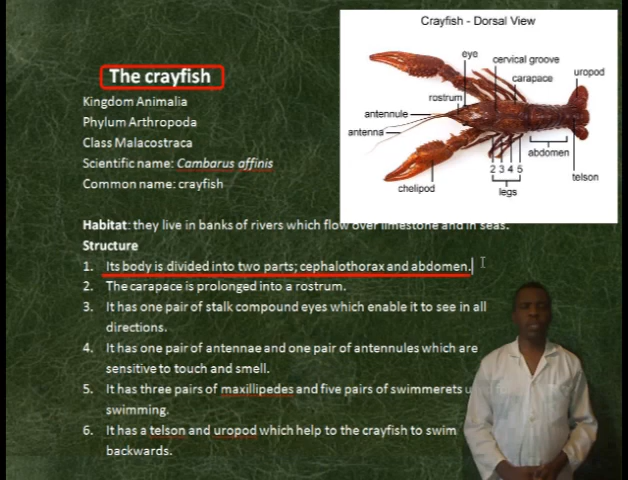 Crayfish - Dorsal View
eye
cervical groove
carapace
uropod
rostrum
antennule
antenna
abdomen
2 3 4 5
legs
telson
chelipod
The crayfish
Kingdom Animalia
Phylum Arthropoda
Class Malacostraca
Scientific name: Cambarus affinis
Common name: crayfish
Habitat: they live in banks of rivers which flow over limestone and in seas.
Structure
1. Its body is divided into two parts; cephalothorax and abdomen.
2. The carapace is prolonged into a rostrum.
3. It has one pair of stalk compound eyes which enable it to see in all
directions.
4. It has one pair of antennae and one pair of antennules which are
sensitive to touch and smell.
5. It has three pairs of maxillipedes and five pairs of swimmerets
swimming.
6. It has a telson and uropod which help to the crayfish to swim
backwards.